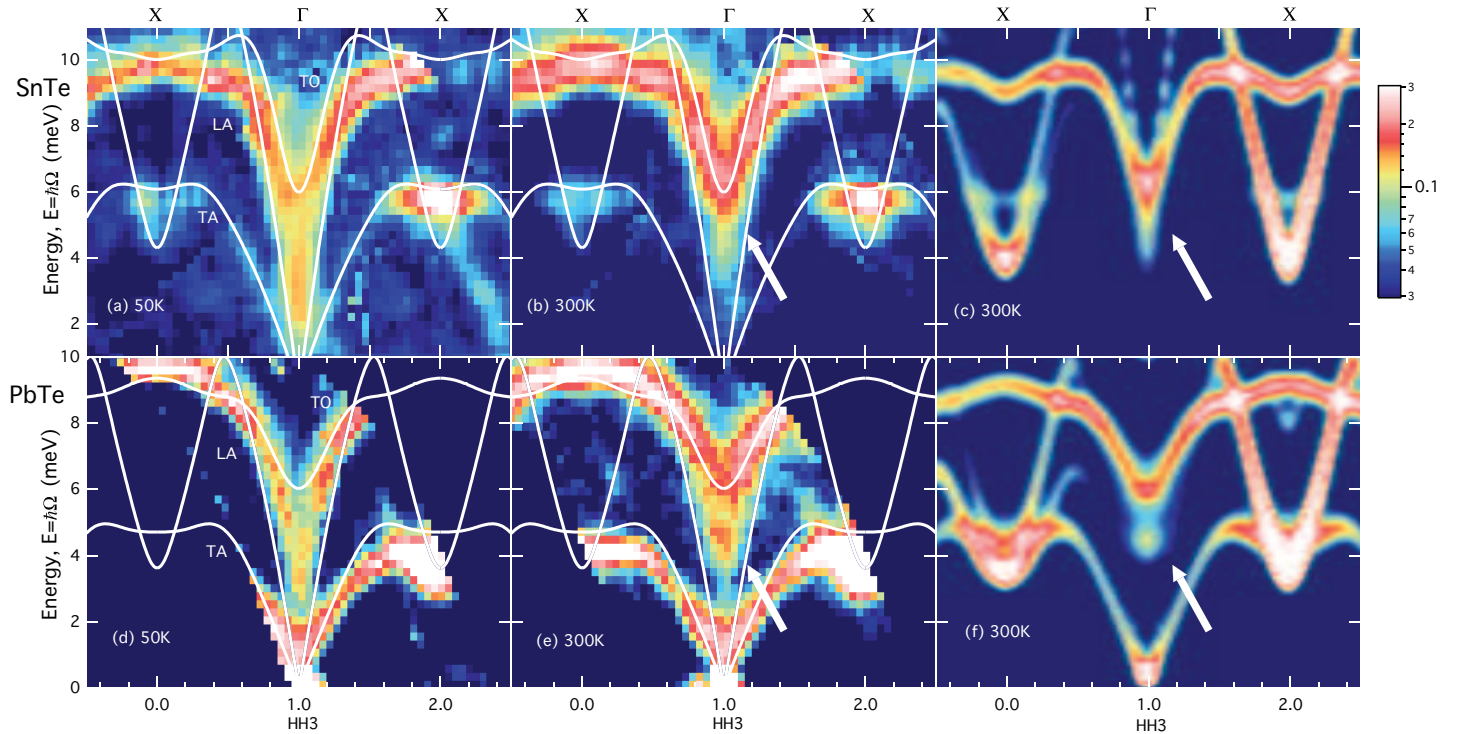 X Γ X X Γ X X Γ X
SnTe
PbTe
Energy, E=ℏΩ (meV)
10
8
6
4
2
TO
LA
TA
(a) 50K
(b) 300K
(c) 300K
3
2
0.1
7
6
5
4
3
Energy, E=ℏΩ (meV)
10
8
6
4
2
0
TO
LA
TA
(d) 50K
(e) 300K
(f) 300K
0.0 1.0 2.0 0.0 1.0 2.0 0.0 1.0 2.0
HH3 HH3 HH3